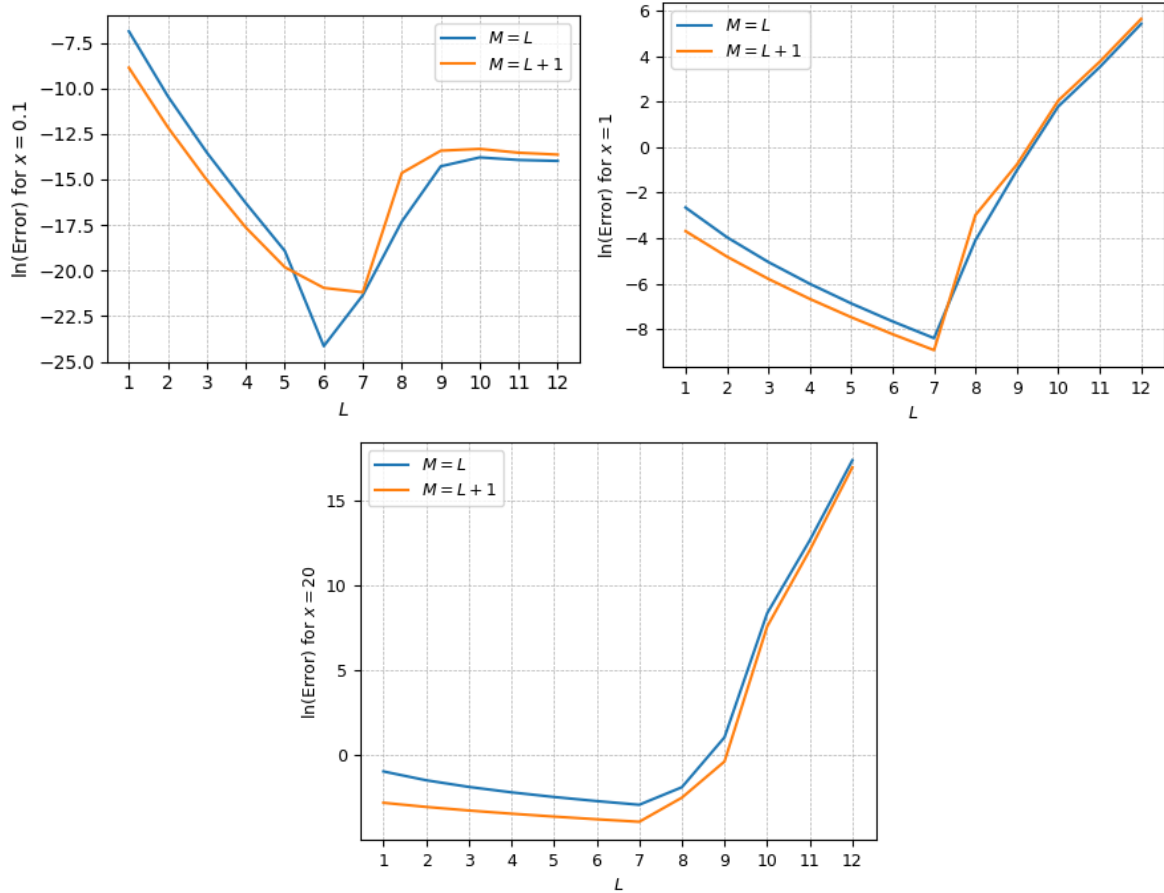 ln(Error) for x = 0.1
−7.5
−10.0
−12.5
−15.0
−17.5
−20.0
−22.5
−25.0
M = L
M = L + 1
1 2 3 4 5 6 7 8 9 10 11 12
L
ln(Error) for x = 1
6
4
2
0
−2
−4
−6
−8
M = L
M = L + 1
1 2 3 4 5 6 7 8 9 10 11 12
L
ln(Error) for x = 20
15
10
5
0
M = L
M = L + 1
1 2 3 4 5 6 7 8 9 10 11 12
L